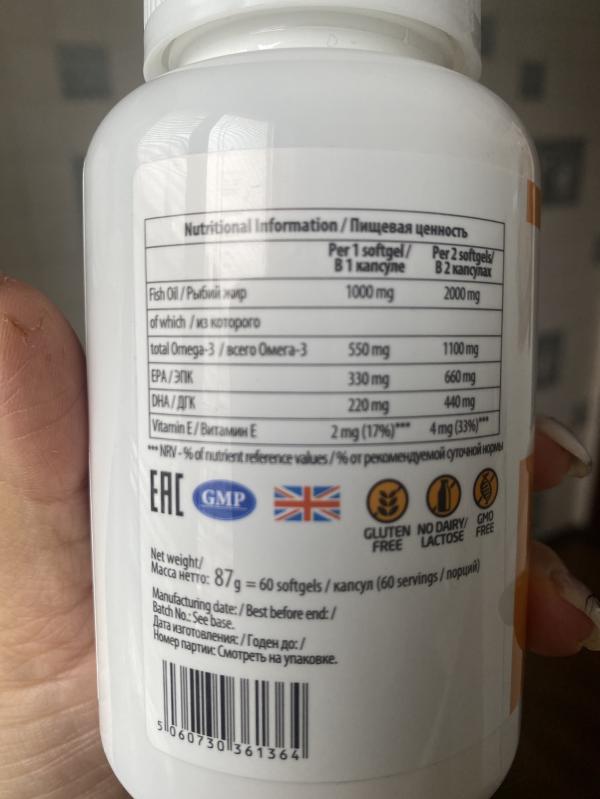 Nutritional Information / Пищевая ценность
Per 1 softgel / Per 2 softgels/
В 1 капсуле В 2 капсулах
Fish Oil / Рыбий жир 1000 mg 2000 mg
of which / из которого
total Omega-3 / всего Омега-3 550 mg 1100 mg
EPA / ЭПК 330 mg 660 mg
DHA / ДГК 220 mg 440 mg
Vitamin E / Витамин Е 2 mg (17%)*** 4 mg (33%)***
*** NRV - % of nutrient reference values / % от рекомендуемой суточной нормы
EAC GMP
GLUTEN FREE
NO DAIRY/ LACTOSE
GMO FREE
Net weight/
Масса нетто: 87g = 60 softgels / капсул (60 servings / порций)
Manufacturing date: / Best before end: /
Batch No.: See base.
Дата изготовления: / Годен до: /
Номер партии: Смотреть на упаковке.
5 060730 361364